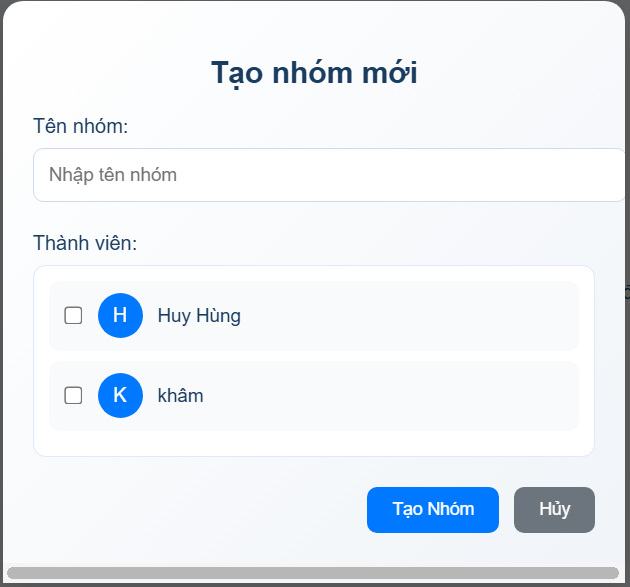 Tạo nhóm mới
Tên nhóm:
Nhập tên nhóm
Thành viên:
H Huy Hùng
K khâm
Tạo Nhóm Hủy